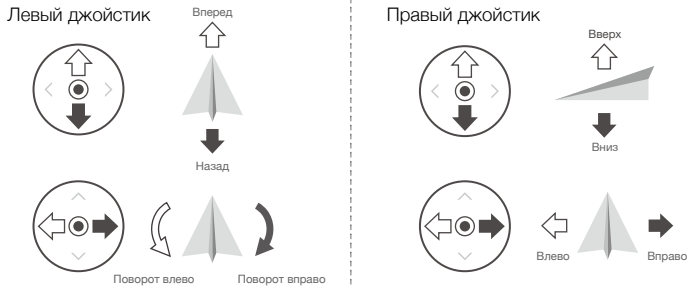 Левый джойстик
Вперед
Назад
Поворот влево
Поворот вправо
Правый джойстик
Вверх
Вниз
Влево
Вправо